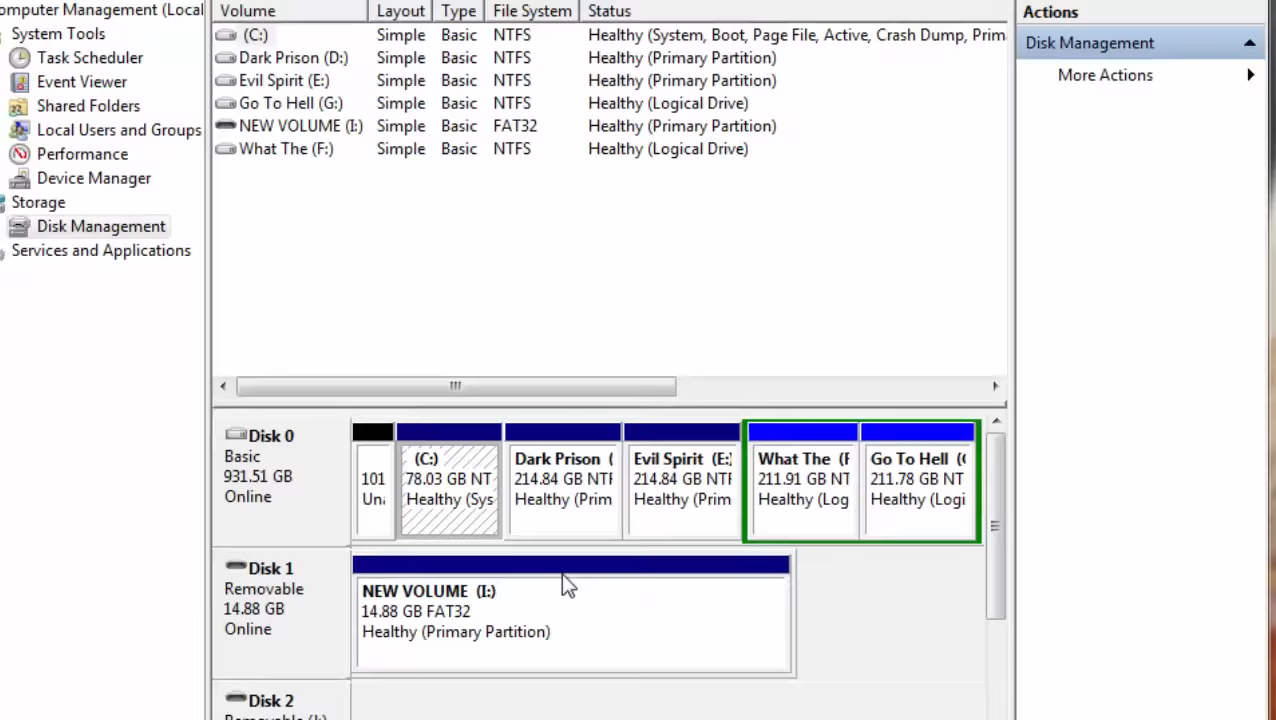 omputer Management (Local
System Tools
Task Scheduler
Event Viewer
Shared Folders
Local Users and Groups
Performance
Device Manager
Storage
Disk Management
Services and Applications
Volume Layout Type File System Status
(C:) Simple Basic NTFS Healthy (System, Boot, Page File, Active, Crash Dump, Prim
Dark Prison (D:) Simple Basic NTFS Healthy (Primary Partition)
Evil Spirit (E:) Simple Basic NTFS Healthy (Primary Partition)
Go To Hell (G:) Simple Basic NTFS Healthy (Logical Drive)
NEW VOLUME (I:) Simple Basic FAT32 Healthy (Primary Partition)
What The (F:) Simple Basic NTFS Healthy (Logical Drive)
Disk 0
Basic
931.51 GB
Online
101
Una
(C:)
78.03 GB NT
Healthy (Sys
Dark Prison (
214.84 GB NTF
Healthy (Prim
Evil Spirit (E:
214.84 GB NTF
Healthy (Prim
What The (F
211.91 GB NT
Healthy (Log
Go To Hell (G
211.78 GB NT
Healthy (Logi
Disk 1
Removable
14.88 GB
Online
NEW VOLUME (I:)
14.88 GB FAT32
Healthy (Primary Partition)
Disk 2
Removable (k)
Actions
Disk Management
More Actions